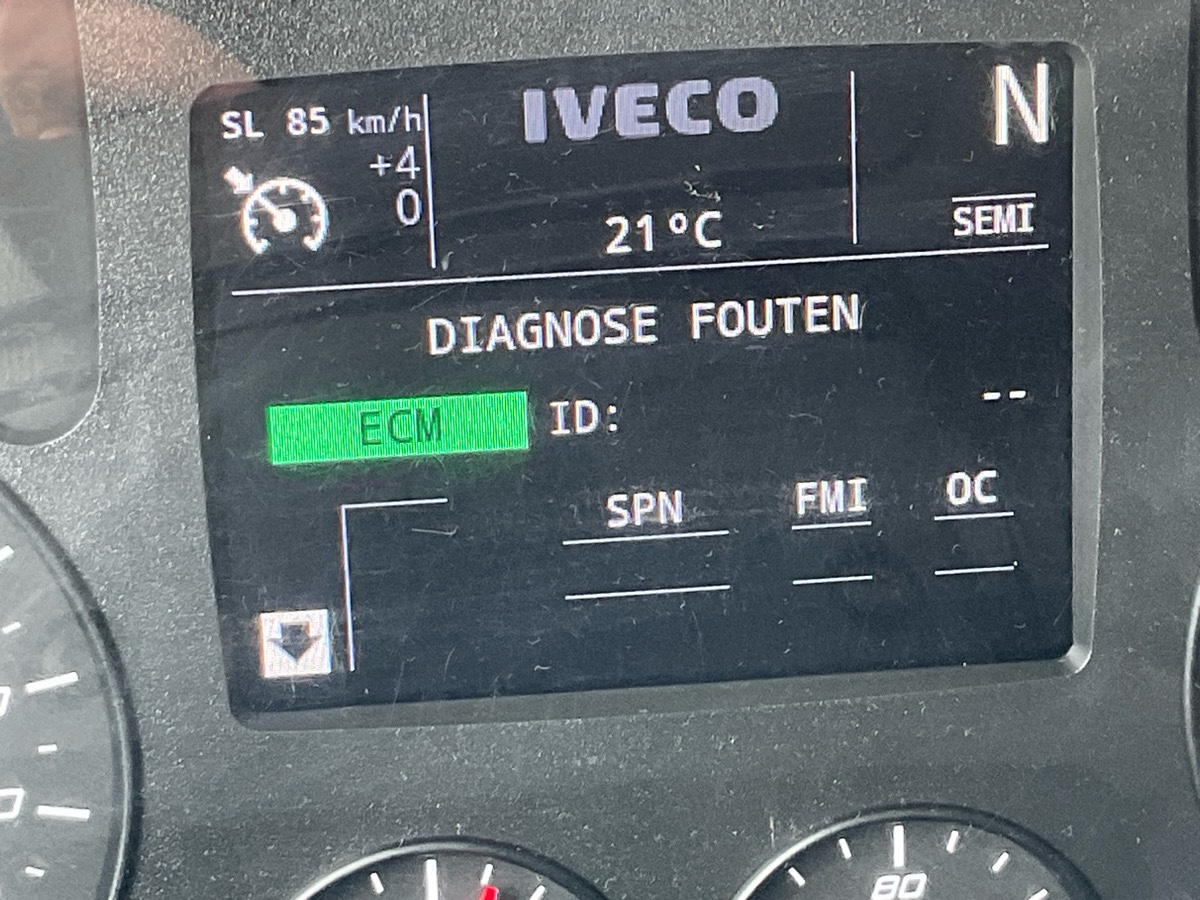 SL 85 km/h
IVECO
N
+4
0
21°C
SEMI
DIAGNOSE FOUTEN
ECM ID: --
SPN FMI OC
80